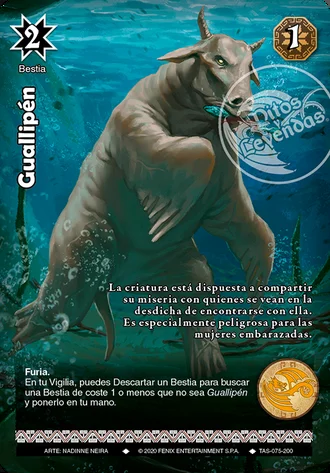 2
1
Bestia
Guallipén
Mitos y
Leyendas
La criatura está dispuesta a compartir
su miseria con quienes se vean en la
desdicha de encontrarse con ella.
Es especialmente peligrosa para las
mujeres embarazadas.
Furia.
En tu Vigilia, puedes Descartar un Bestia para buscar
una Bestia de coste 1 o menos que no sea Guallipén
y ponerlo en tu mano.
ARTE: NADINNE NEIRA ◆ ©2020 FENIX ENTERTAINMENT S.P.A. ◆ TAS-075-200